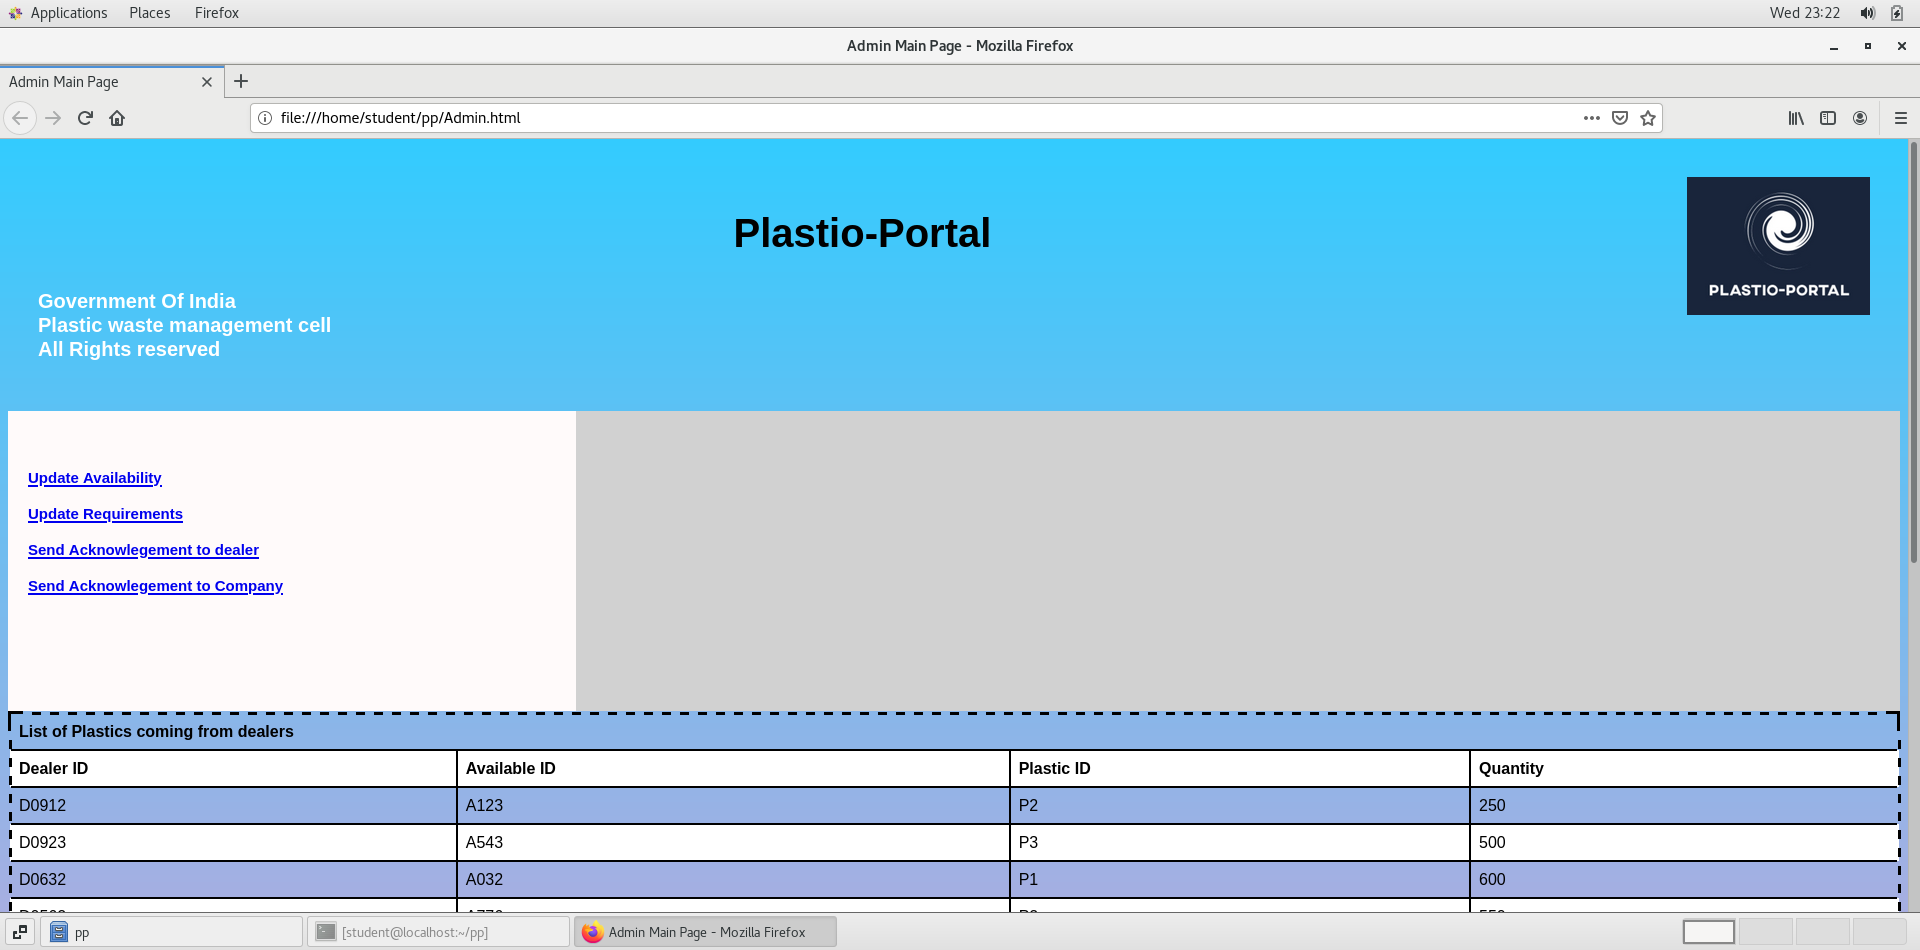 Applications Places Firefox Wed 23:22
Admin Main Page - Mozilla Firefox
Admin Main Page
file:///home/student/pp/Admin.html
Plastio-Portal
PLASTIO-PORTAL
Government Of India
Plastic waste management cell
All Rights reserved
Update Availability
Update Requirements
Send Acknowlegement to dealer
Send Acknowlegement to Company
List of Plastics coming from dealers
Dealer ID Available ID Plastic ID Quantity
D0912 A123 P2 250
D0923 A543 P3 500
D0632 A032 P1 600
pp [student@localhost:~/pp] Admin Main Page - Mozilla Firefox